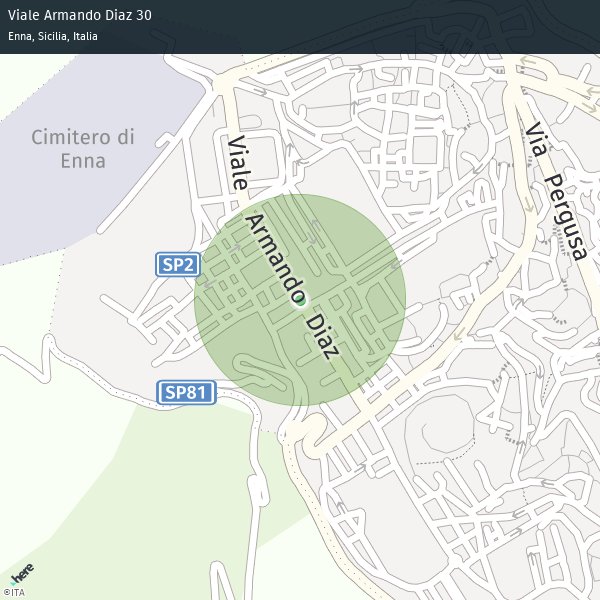 Viale Armando Diaz 30
Enna, Sicilia, Italia
Cimitero di
Enna
Viale Armando Diaz
Via Pergusa
SP2
SP81
here
©ITA